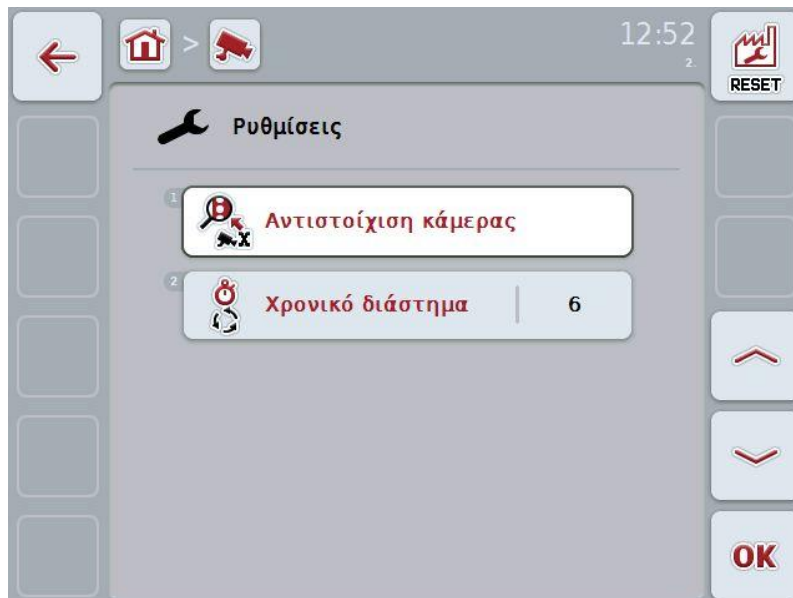 12:52
2.
RESET
Ρυθμίσεις
1
Αντιστοίχιση κάμερας
X
2
Χρονικό διάστημα 6
OK